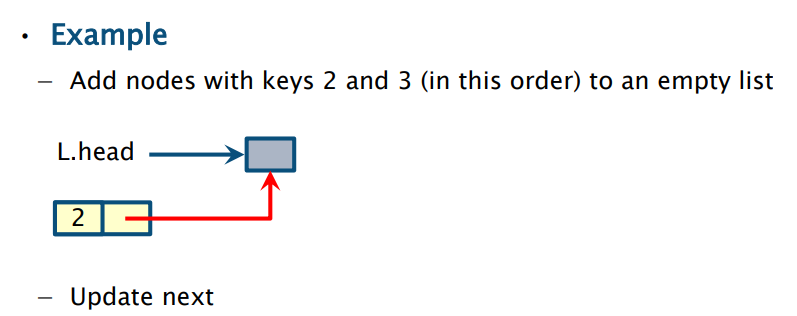 • Example
– Add nodes with keys 2 and 3 (in this order) to an empty list
L.head
2
– Update next